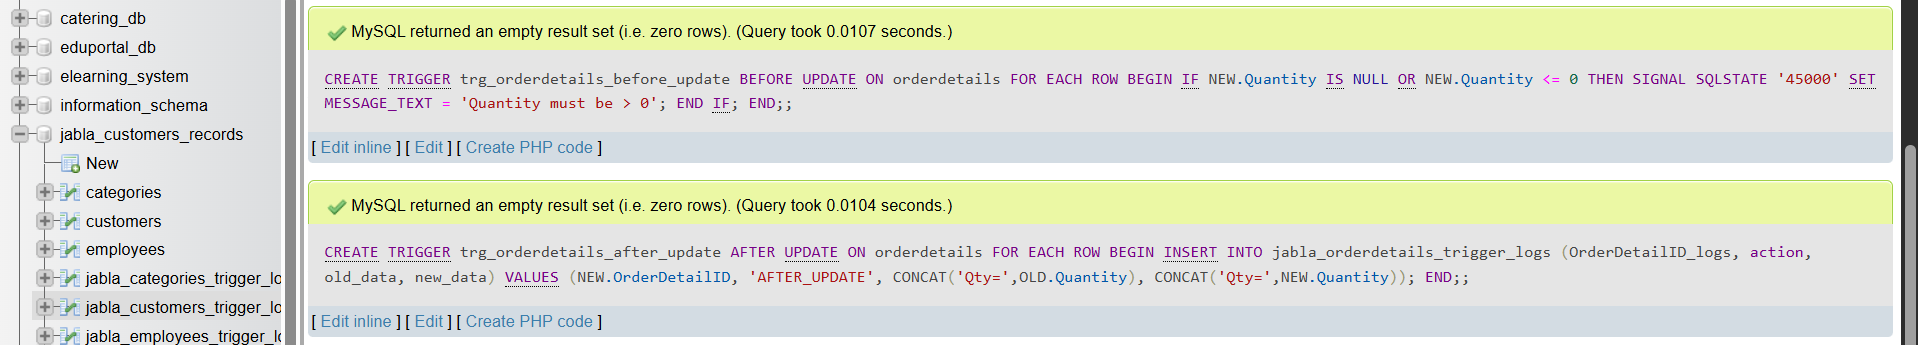 catering_db
eduportal_db
elearning_system
information_schema
jabla_customers_records
New
categories
customers
employees
jabla_categories_trigger_lo
jabla_customers_trigger_lo
jabla_employees_trigger_l
MySQL returned an empty result set (i.e. zero rows). (Query took 0.0107 seconds.)
CREATE TRIGGER trg_orderdetails_before_update BEFORE UPDATE ON orderdetails FOR EACH ROW BEGIN IF NEW.Quantity IS NULL OR NEW.Quantity <= 0 THEN SIGNAL SQLSTATE '45000' SET
MESSAGE_TEXT = 'Quantity must be > 0'; END IF; END;;
[ Edit inline ] [ Edit ] [ Create PHP code ]
MySQL returned an empty result set (i.e. zero rows). (Query took 0.0104 seconds.)
CREATE TRIGGER trg_orderdetails_after_update AFTER UPDATE ON orderdetails FOR EACH ROW BEGIN INSERT INTO jabla_orderdetails_trigger_logs (OrderDetailID_logs, action,
old_data, new_data) VALUES (NEW.OrderDetailID, 'AFTER_UPDATE', CONCAT('Qty=',OLD.Quantity), CONCAT('Qty=',NEW.Quantity)); END;;
[ Edit inline ] [ Edit ] [ Create PHP code ]